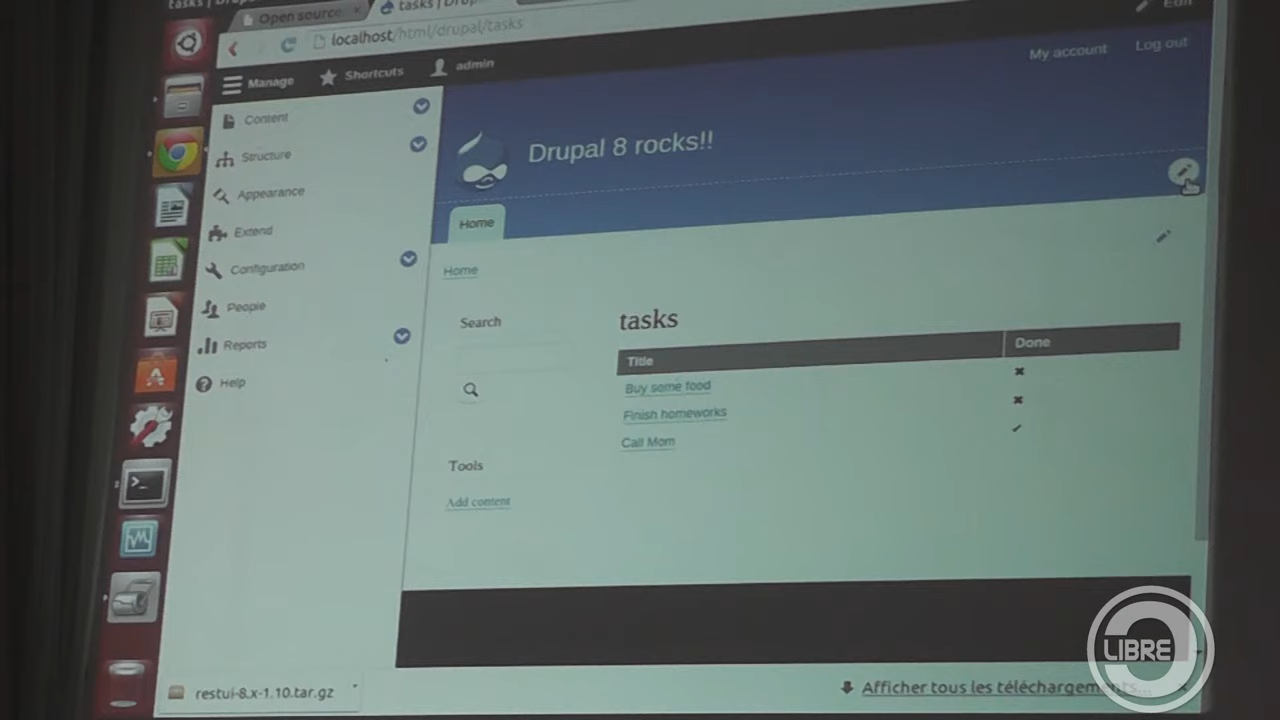 tasks | Dru
Open source
tasks | Drup
localhost/html/drupal/tasks
Edit
Manage
Shortcuts
admin
My account
Log out
Content
Structure
Appearance
Extend
Configuration
People
Reports
Help
Drupal 8 rocks!!
Home
Home
Search
tasks
Title
Done
Buy some food
Finish homeworks
Call Mom
Tools
Add content
restui-8.x-1.10.tar.gz
Afficher tous les téléchargements...
LIBRE